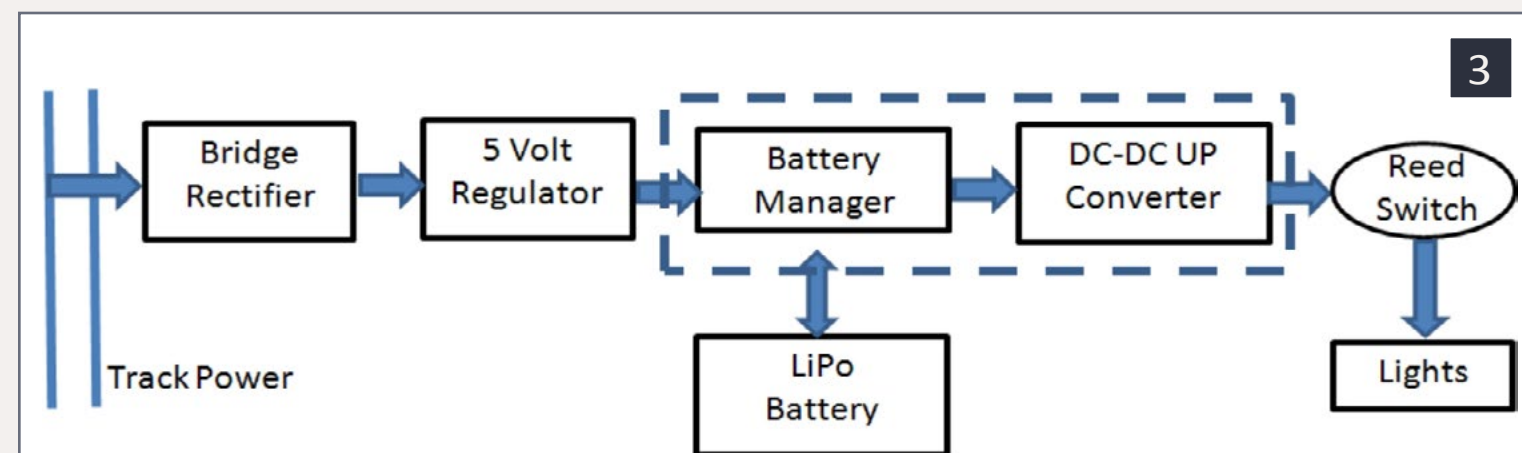 3
Bridge
Rectifier
5 Volt
Regulator
Battery
Manager
DC-DC UP
Converter
Reed
Switch
Track Power
LiPo
Battery
Lights